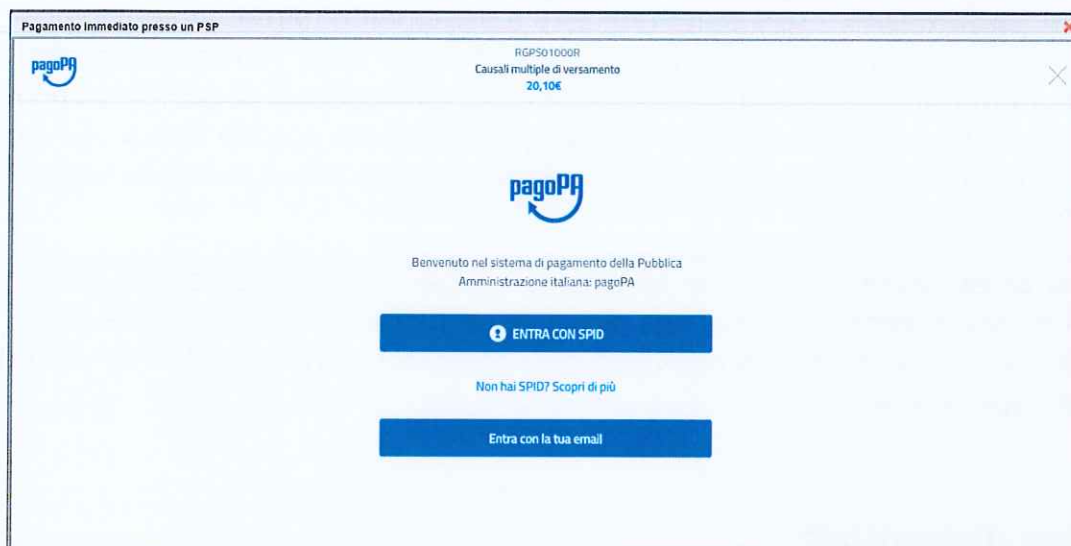 Pagamento immediato presso un PSP
pagoPA
RGPS01000R
Causali multiple di versamento
20,10€
pagoPA
Benvenuto nel sistema di pagamento della Pubblica
Amministrazione italiana: pagoPA
ENTRA CON SPID
Non hai SPID? Scopri di più
Entra con la tua email